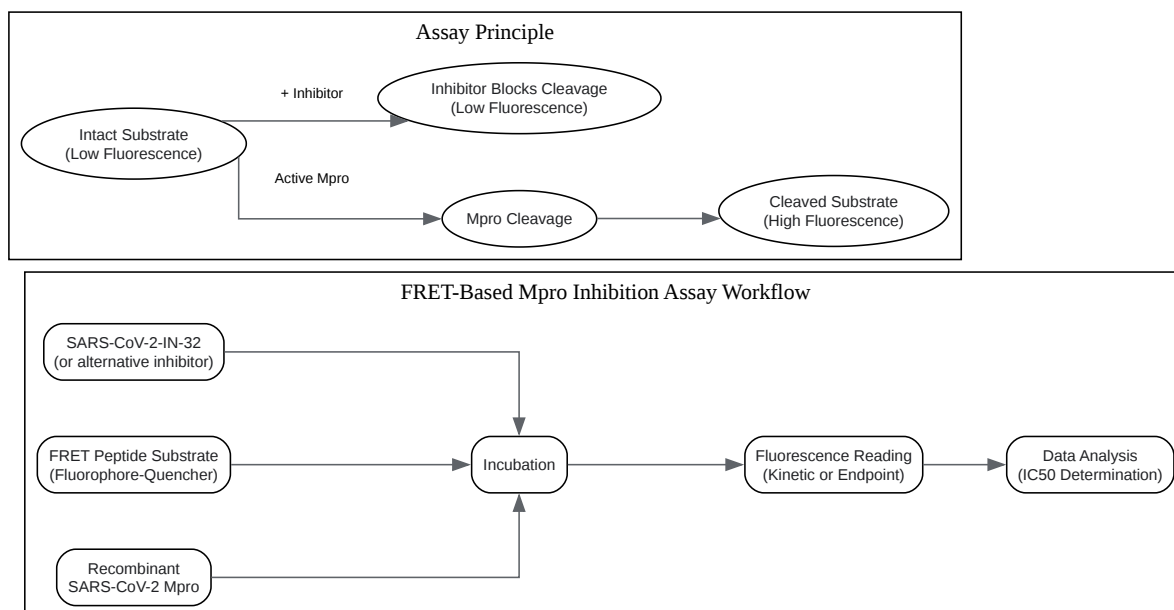 Assay Principle
+ Inhibitor
Inhibitor Blocks Cleavage
(Low Fluorescence)
Intact Substrate
(Low Fluorescence)
Active Mpro
Mpro Cleavage
Cleaved Substrate
(High Fluorescence)
FRET-Based Mpro Inhibition Assay Workflow
SARS-CoV-2-IN-32
(or alternative inhibitor)
FRET Peptide Substrate
(Fluorophore-Quencher)
Recombinant
SARS-CoV-2 Mpro
Incubation
Fluorescence Reading
(Kinetic or Endpoint)
Data Analysis
(IC50 Determination)